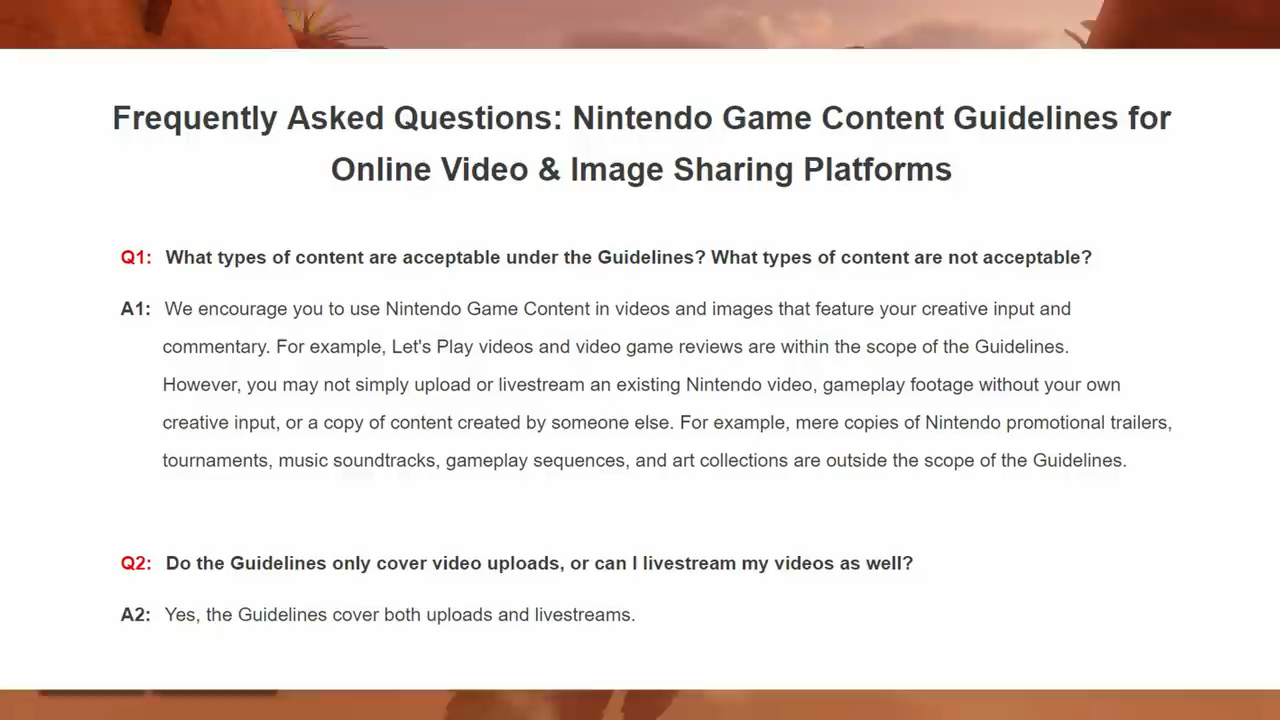 Frequently Asked Questions: Nintendo Game Content Guidelines for
Online Video & Image Sharing Platforms
Q1: What types of content are acceptable under the Guidelines? What types of content are not acceptable?
A1: We encourage you to use Nintendo Game Content in videos and images that feature your creative input and
commentary. For example, Let's Play videos and video game reviews are within the scope of the Guidelines.
However, you may not simply upload or livestream an existing Nintendo video, gameplay footage without your own
creative input, or a copy of content created by someone else. For example, mere copies of Nintendo promotional trailers,
tournaments, music soundtracks, gameplay sequences, and art collections are outside the scope of the Guidelines.
Q2: Do the Guidelines only cover video uploads, or can I livestream my videos as well?
A2: Yes, the Guidelines cover both uploads and livestreams.